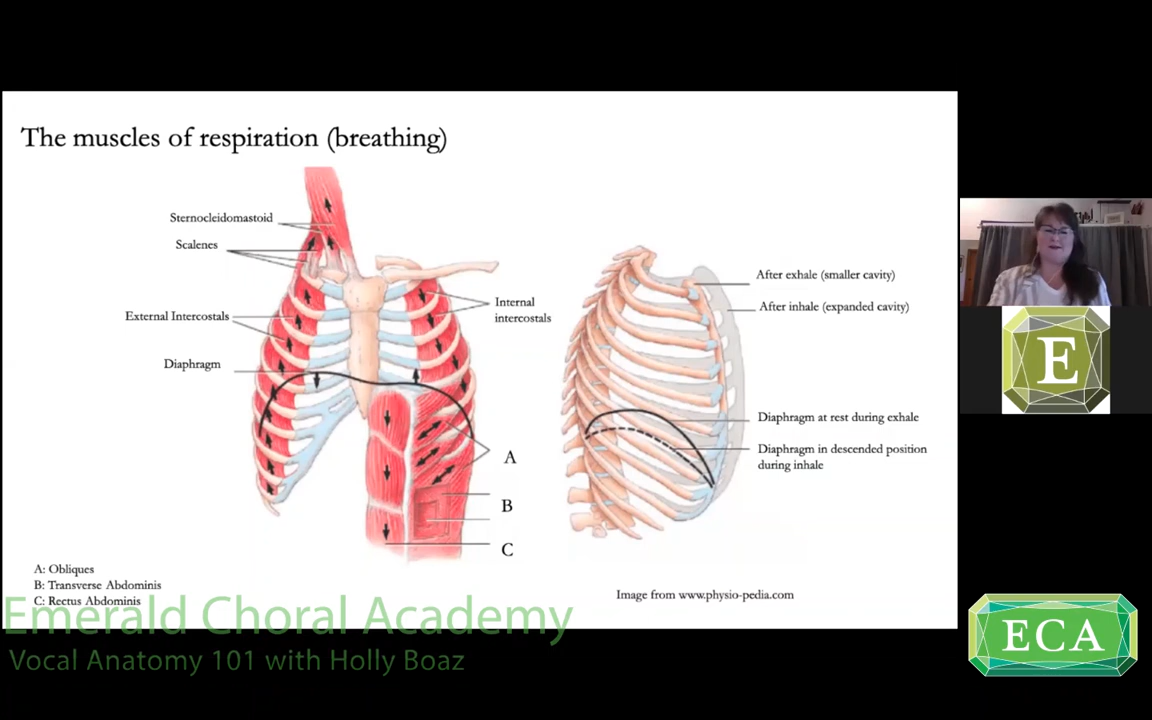 The muscles of respiration (breathing)
Sternocleidomastoid
Scalenes
External Intercostals
Diaphragm
Internal
intercostals
A
B
C
After exhale (smaller cavity)
After inhale (expanded cavity)
Diaphragm at rest during exhale
Diaphragm in descended position
during inhale
A: Obliques
B: Transverse Abdominis
C: Rectus Abdominis
Image from www.physio-pedia.com
Emerald Choral Academy
Vocal Anatomy 101 with Holly Boaz
E
ECA